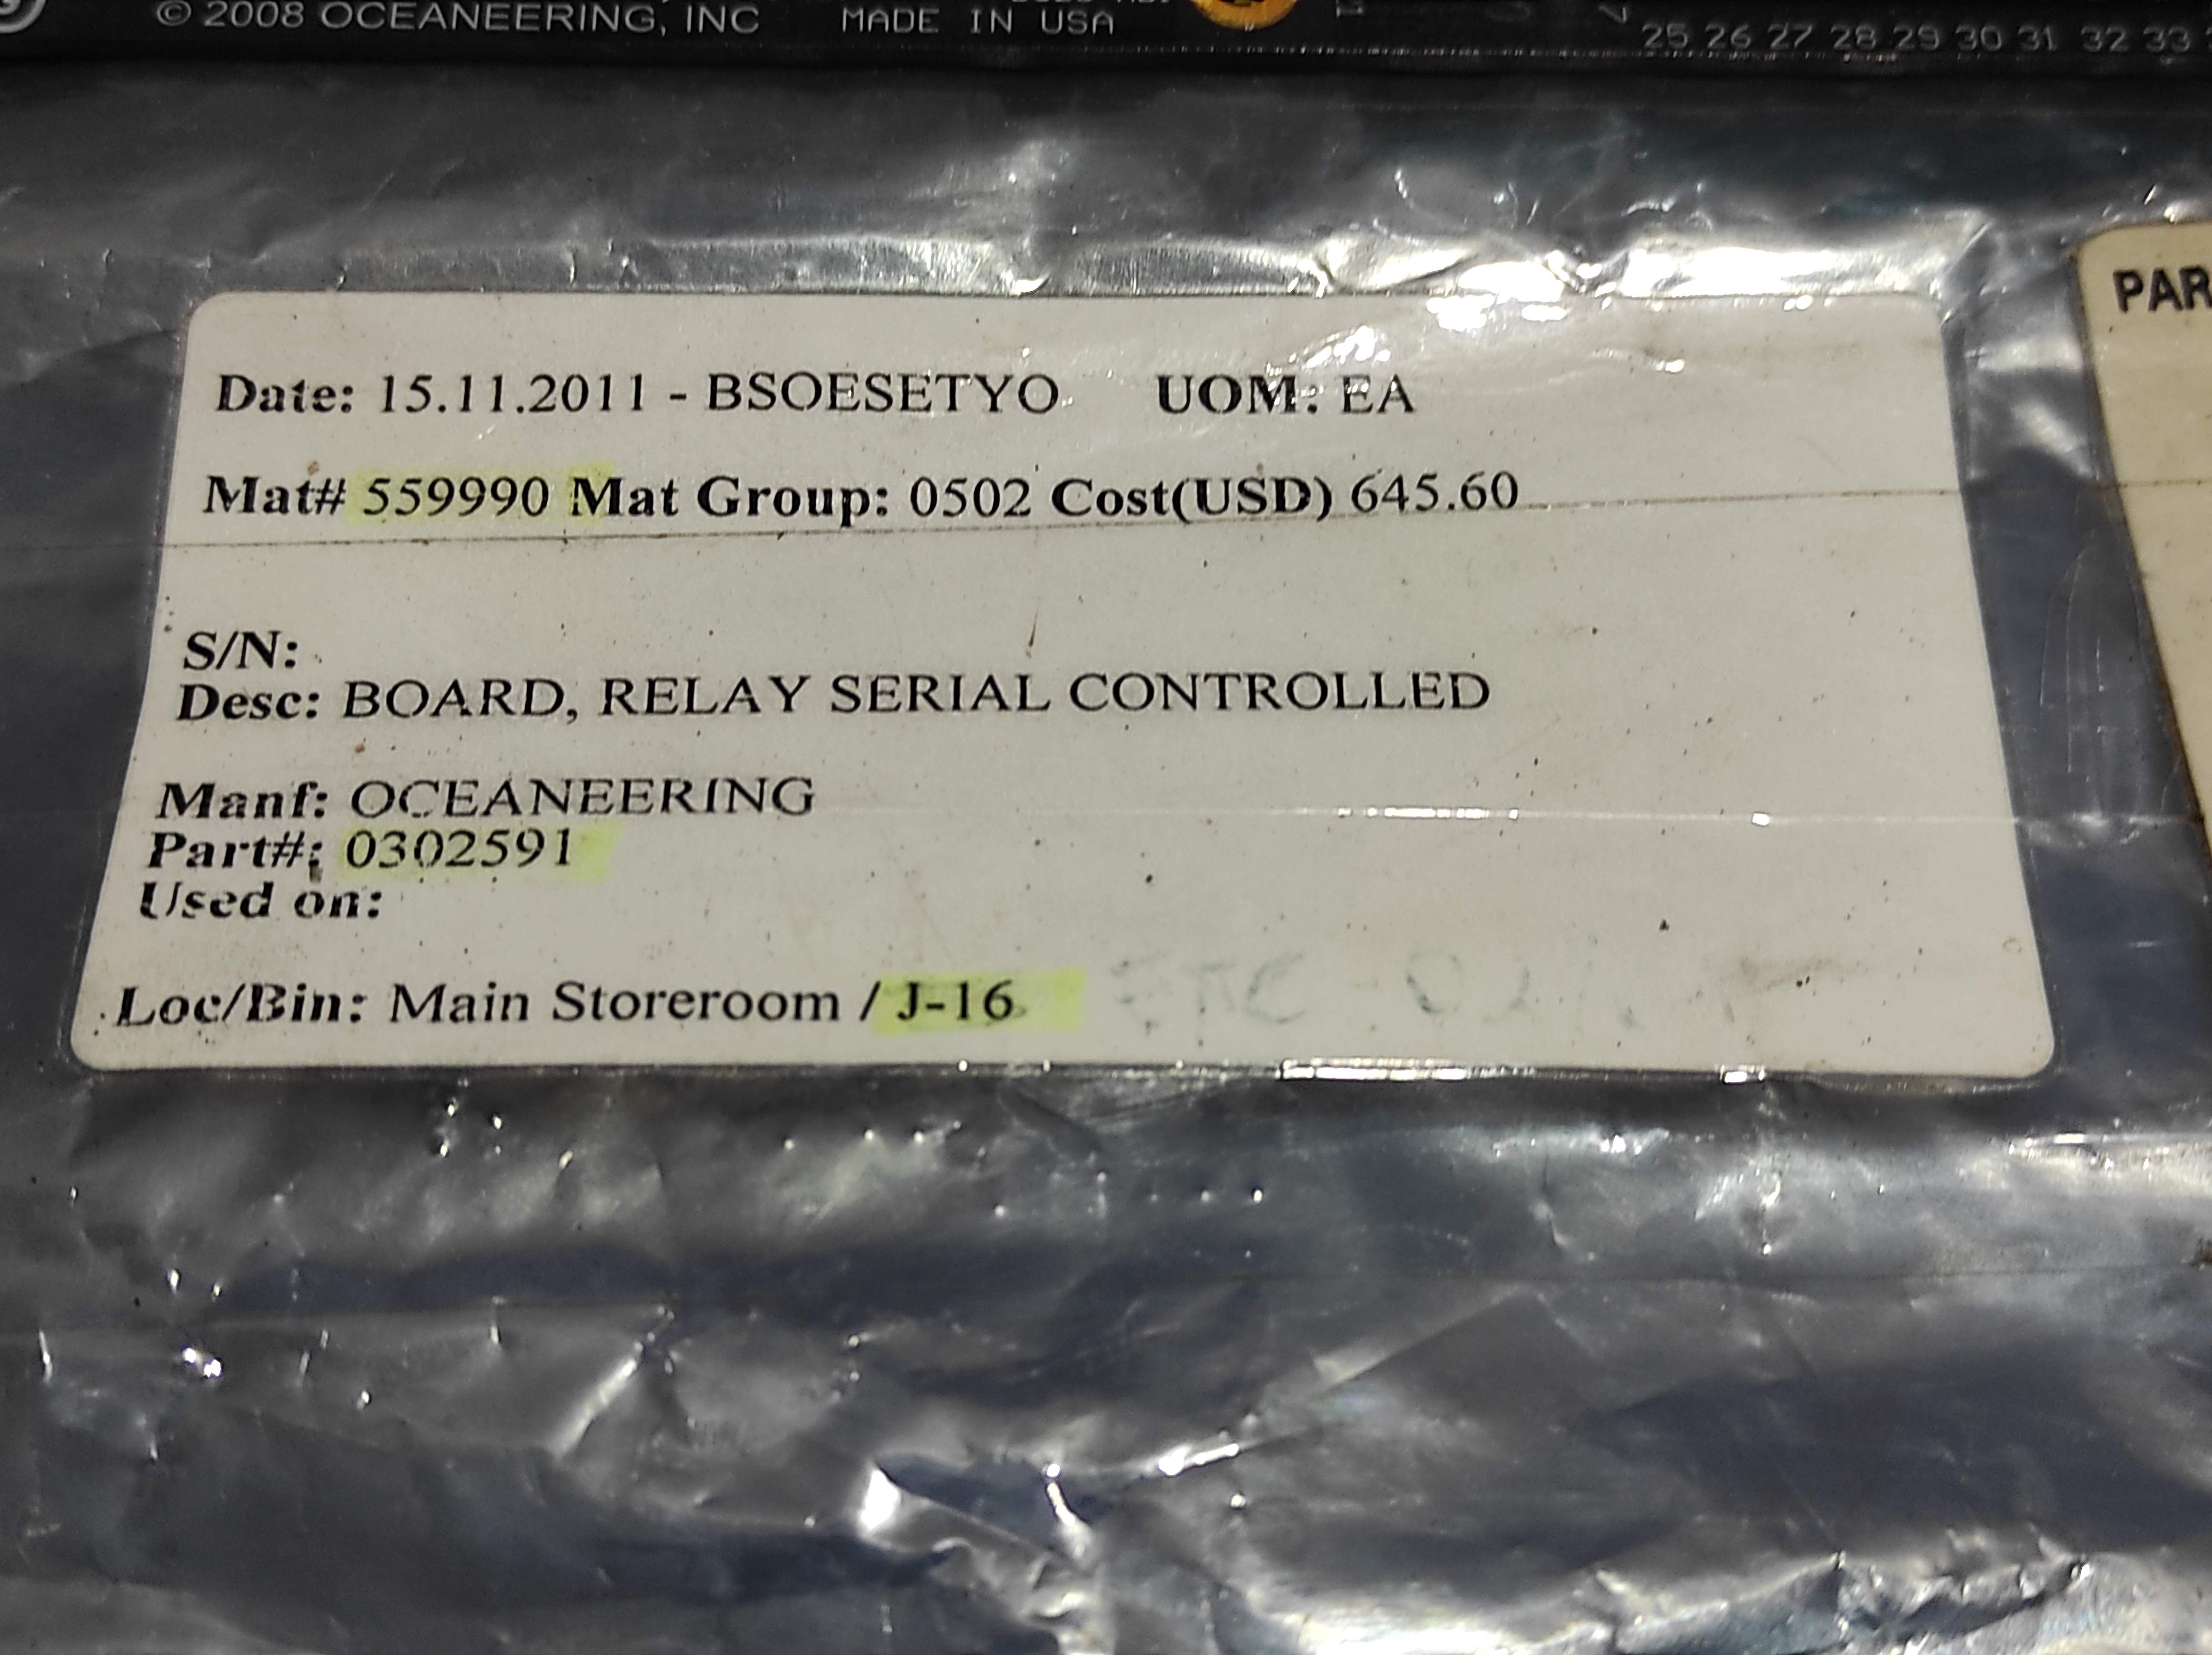 © 2008 OCEANEERING, INC MADE IN USA
25 26 27 28 29 30 31 32 33
PAR
Date: 15.11.2011 - BSOESETYO UOM: EA
Mat# 559990 Mat Group: 0502 Cost(USD) 645.60
S/N:
Desc: BOARD, RELAY SERIAL CONTROLLED
Manf: OCEANEERING
Part#: 0302591
Used on:
Loc/Bin: Main Storeroom / J-16